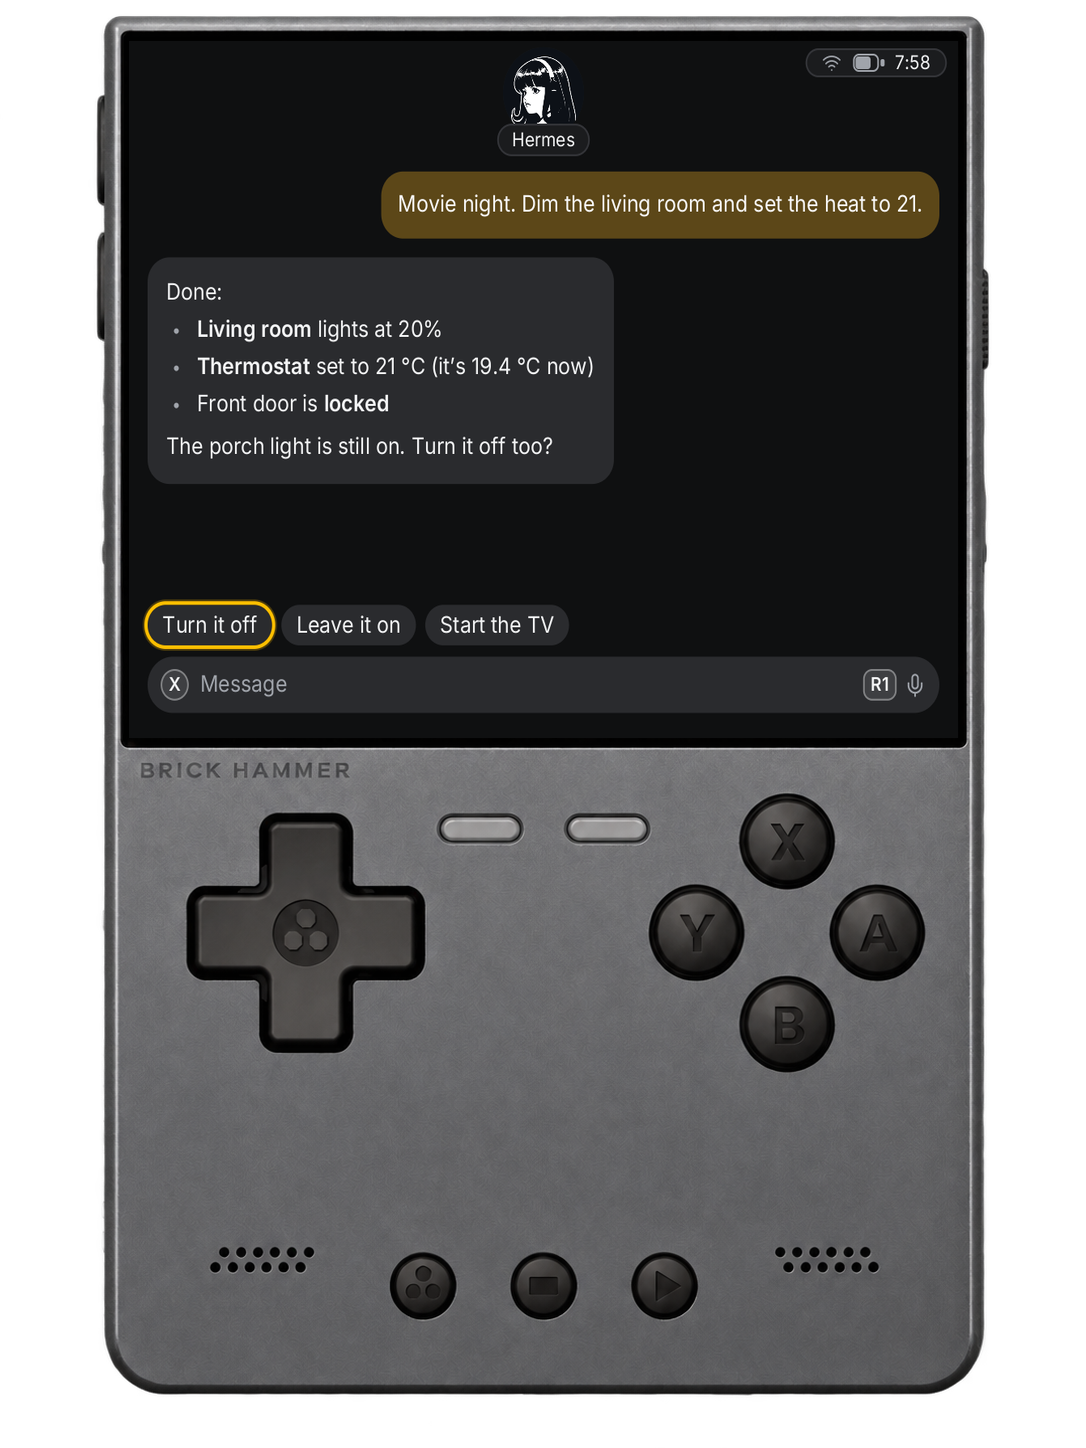 7:58
Hermes
Movie night. Dim the living room and set the heat to 21.
Done:
• Living room lights at 20%
• Thermostat set to 21 °C (it’s 19.4 °C now)
• Front door is locked
The porch light is still on. Turn it off too?
Turn it off Leave it on Start the TV
X Message R1
BRICK HAMMER
X
Y A
B